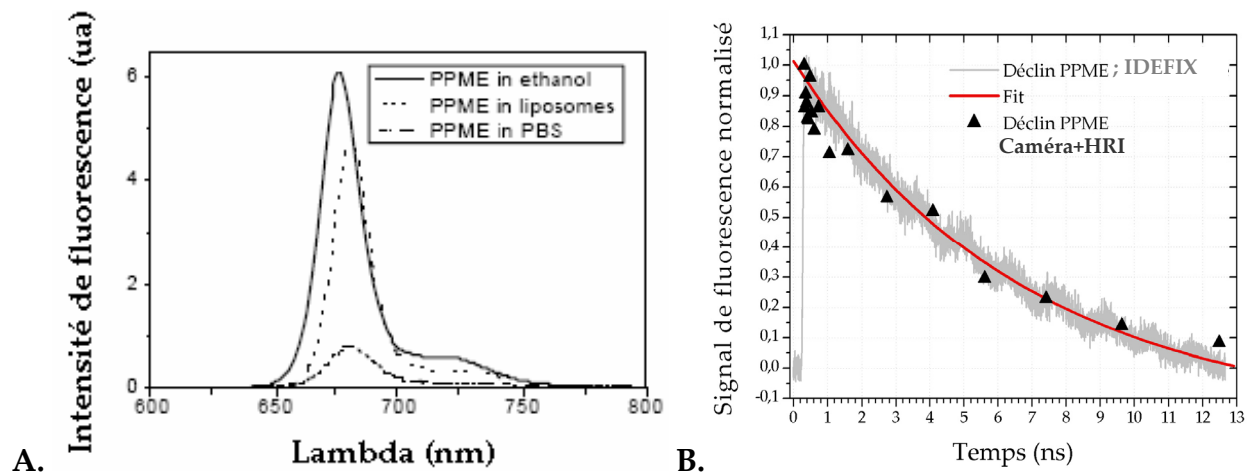 Intensité de fluorescence (ua)
6
4
2
0
PPME in ethanol
PPME in liposomes
PPME in PBS
600 650 700 750 800
Lambda (nm)
A.
Signal de fluorescence normalisé
1,1
1,0
0,9
0,8
0,7
0,6
0,5
0,4
0,3
0,2
0,1
0,0
-0,1
Déclin PPME ; IDEFIX
Fit
Déclin PPME
Caméra+HRI
0 1 2 3 4 5 6 7 8 9 10 11 12 13
Temps (ns)
B.